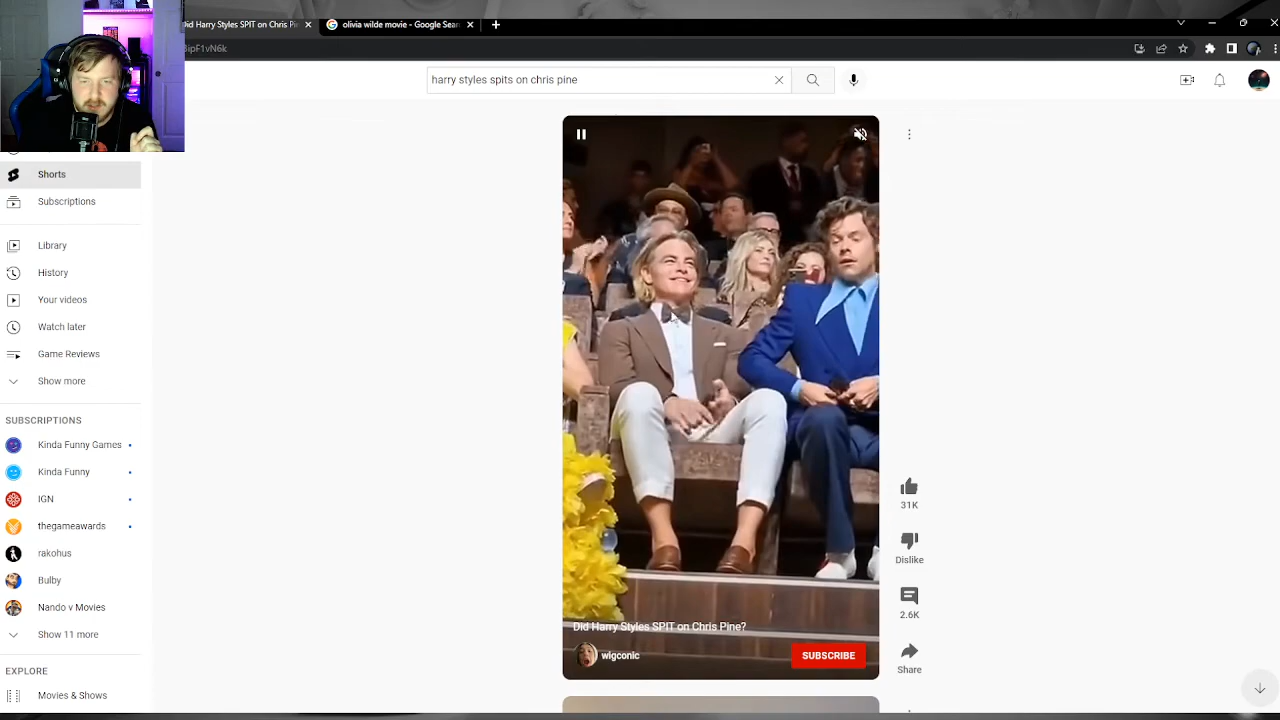 Did Harry Styles SPIT on Chris Pi
olivia wilde movie - Google Sear
3ipF1vN6k
harry styles spits on chris pine
Shorts
Subscriptions
Library
History
Your videos
Watch later
Game Reviews
Show more
SUBSCRIPTIONS
Kinda Funny Games
Kinda Funny
IGN
thegameawards
rakohus
Bulby
Nando v Movies
Show 11 more
EXPLORE
Movies & Shows
31K
Dislike
2.6K
Share
Did Harry Styles SPIT on Chris Pine?
wigconic
SUBSCRIBE